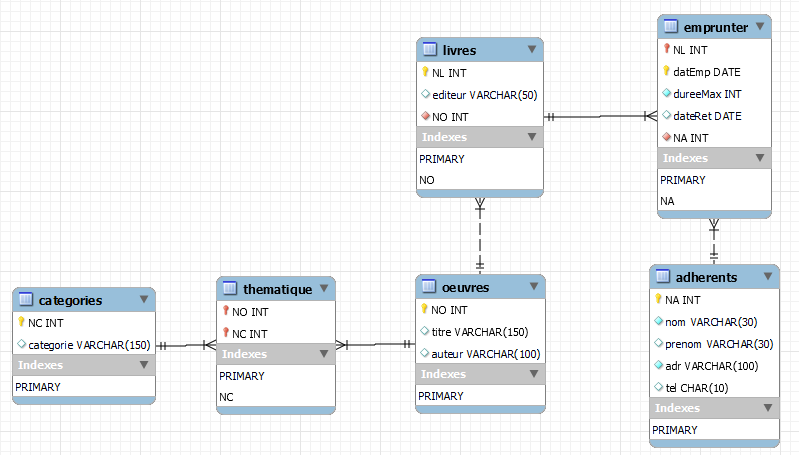 livres
NL INT
editeur VARCHAR(50)
NO INT
Indexes
PRIMARY
NO
emprunter
NL INT
datEmp DATE
dureeMax INT
dateRet DATE
NA INT
Indexes
PRIMARY
NA
categories
NC INT
categorie VARCHAR(150)
Indexes
PRIMARY
thematique
NO INT
NC INT
Indexes
PRIMARY
NC
oeuvres
NO INT
titre VARCHAR(150)
auteur VARCHAR(100)
Indexes
PRIMARY
adherents
NA INT
nom VARCHAR(30)
prenom VARCHAR(30)
adr VARCHAR(100)
tel CHAR(10)
Indexes
PRIMARY